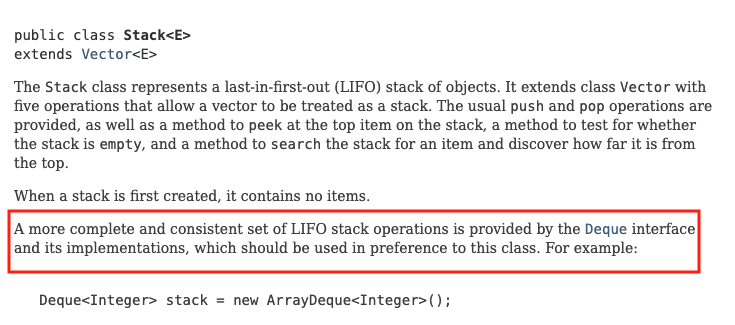 public class Stack<E>
extends Vector<E>
The Stack class represents a last-in-first-out (LIFO) stack of objects. It extends class Vector with
five operations that allow a vector to be treated as a stack. The usual push and pop operations are
provided, as well as a method to peek at the top item on the stack, a method to test for whether
the stack is empty, and a method to search the stack for an item and discover how far it is from
the top.
When a stack is first created, it contains no items.
A more complete and consistent set of LIFO stack operations is provided by the Deque interface
and its implementations, which should be used in preference to this class. For example:
Deque<Integer> stack = new ArrayDeque<Integer>();